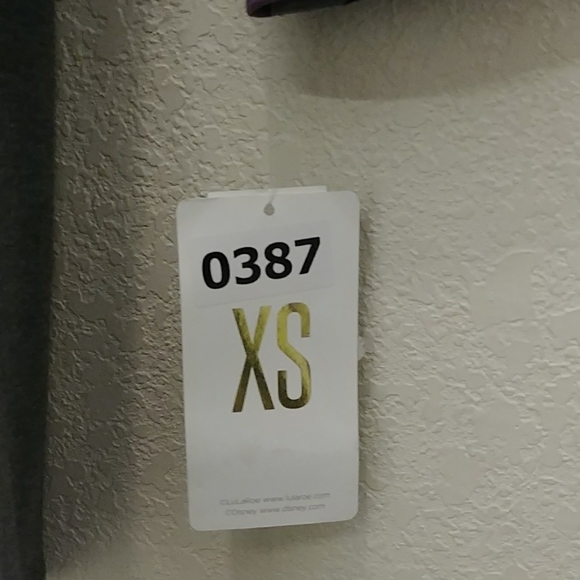 0387
XS
©LuLaRoe www.lularoe.com
©Disney www.disney.com